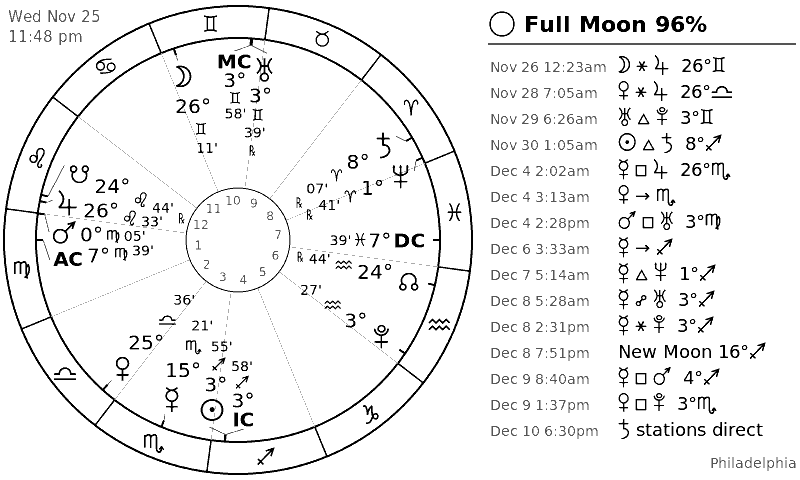 Wed Nov 25
11:48 pm
Full Moon 96%
Nov 26 12:23am ☽ ⚹ ♃ 26°♊
Nov 28 7:05am ♀ ⚹ ♃ 26°♎
Nov 29 6:26am ♅ △ ♇ 3°♊
Nov 30 1:05am ☉ △ ♄ 8°♐
Dec 4 2:02am ☿ □ ♃ 26°♏
Dec 4 3:13am ♀ → ♏
Dec 4 2:28pm ♂ □ ♅ 3°♍
Dec 6 3:33am ☿ → ♐
Dec 7 5:14am ☿ △ ♆ 1°♐
Dec 8 5:28am ☿ ☍ ♅ 3°♐
Dec 8 2:31pm ☿ ⚹ ♇ 3°♐
Dec 8 7:51pm New Moon 16°♐
Dec 9 8:40am ☿ □ ♂ 4°♐
Dec 9 1:37pm ♀ □ ♇ 3°♏
Dec 10 6:30pm ♄ stations direct
Philadelphia
♊
♉
♈
♓
♒
♑
♐
♏
♎
♍
♌
♋
☽ 26° ♊ 11'
MC 3° ♊ 58'
♅ 3° ♊ 39' ℞
♄ 8° ♈ 07' ℞
♆ 1° ♈ 41' ℞
DC 7° ♓ 39'
☊ 24° ♒ 44' ℞
♇ 3° ♒ 27'
IC 3° ♐ 58'
☉ 3° ♐ 55'
☿ 15° ♏ 21'
♀ 25° ♎ 36'
AC 7° ♍ 39'
♂ 0° ♍ 05'
♃ 26° ♌ 33'
☋ 24° ♌ 44' ℞
1
2
3
4
5
6
7
8
9
10
11
12